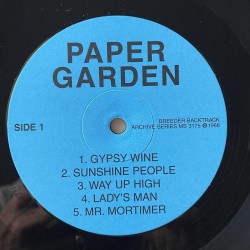 PAPER
GARDEN
SIDE 1
BREEDER BACKTRACK
ARCHIVE SERIES MS 3175 ℗1968
1. GYPSY WINE
2. SUNSHINE PEOPLE
3. WAY UP HIGH
4. LADY'S MAN
5. MR. MORTIMER